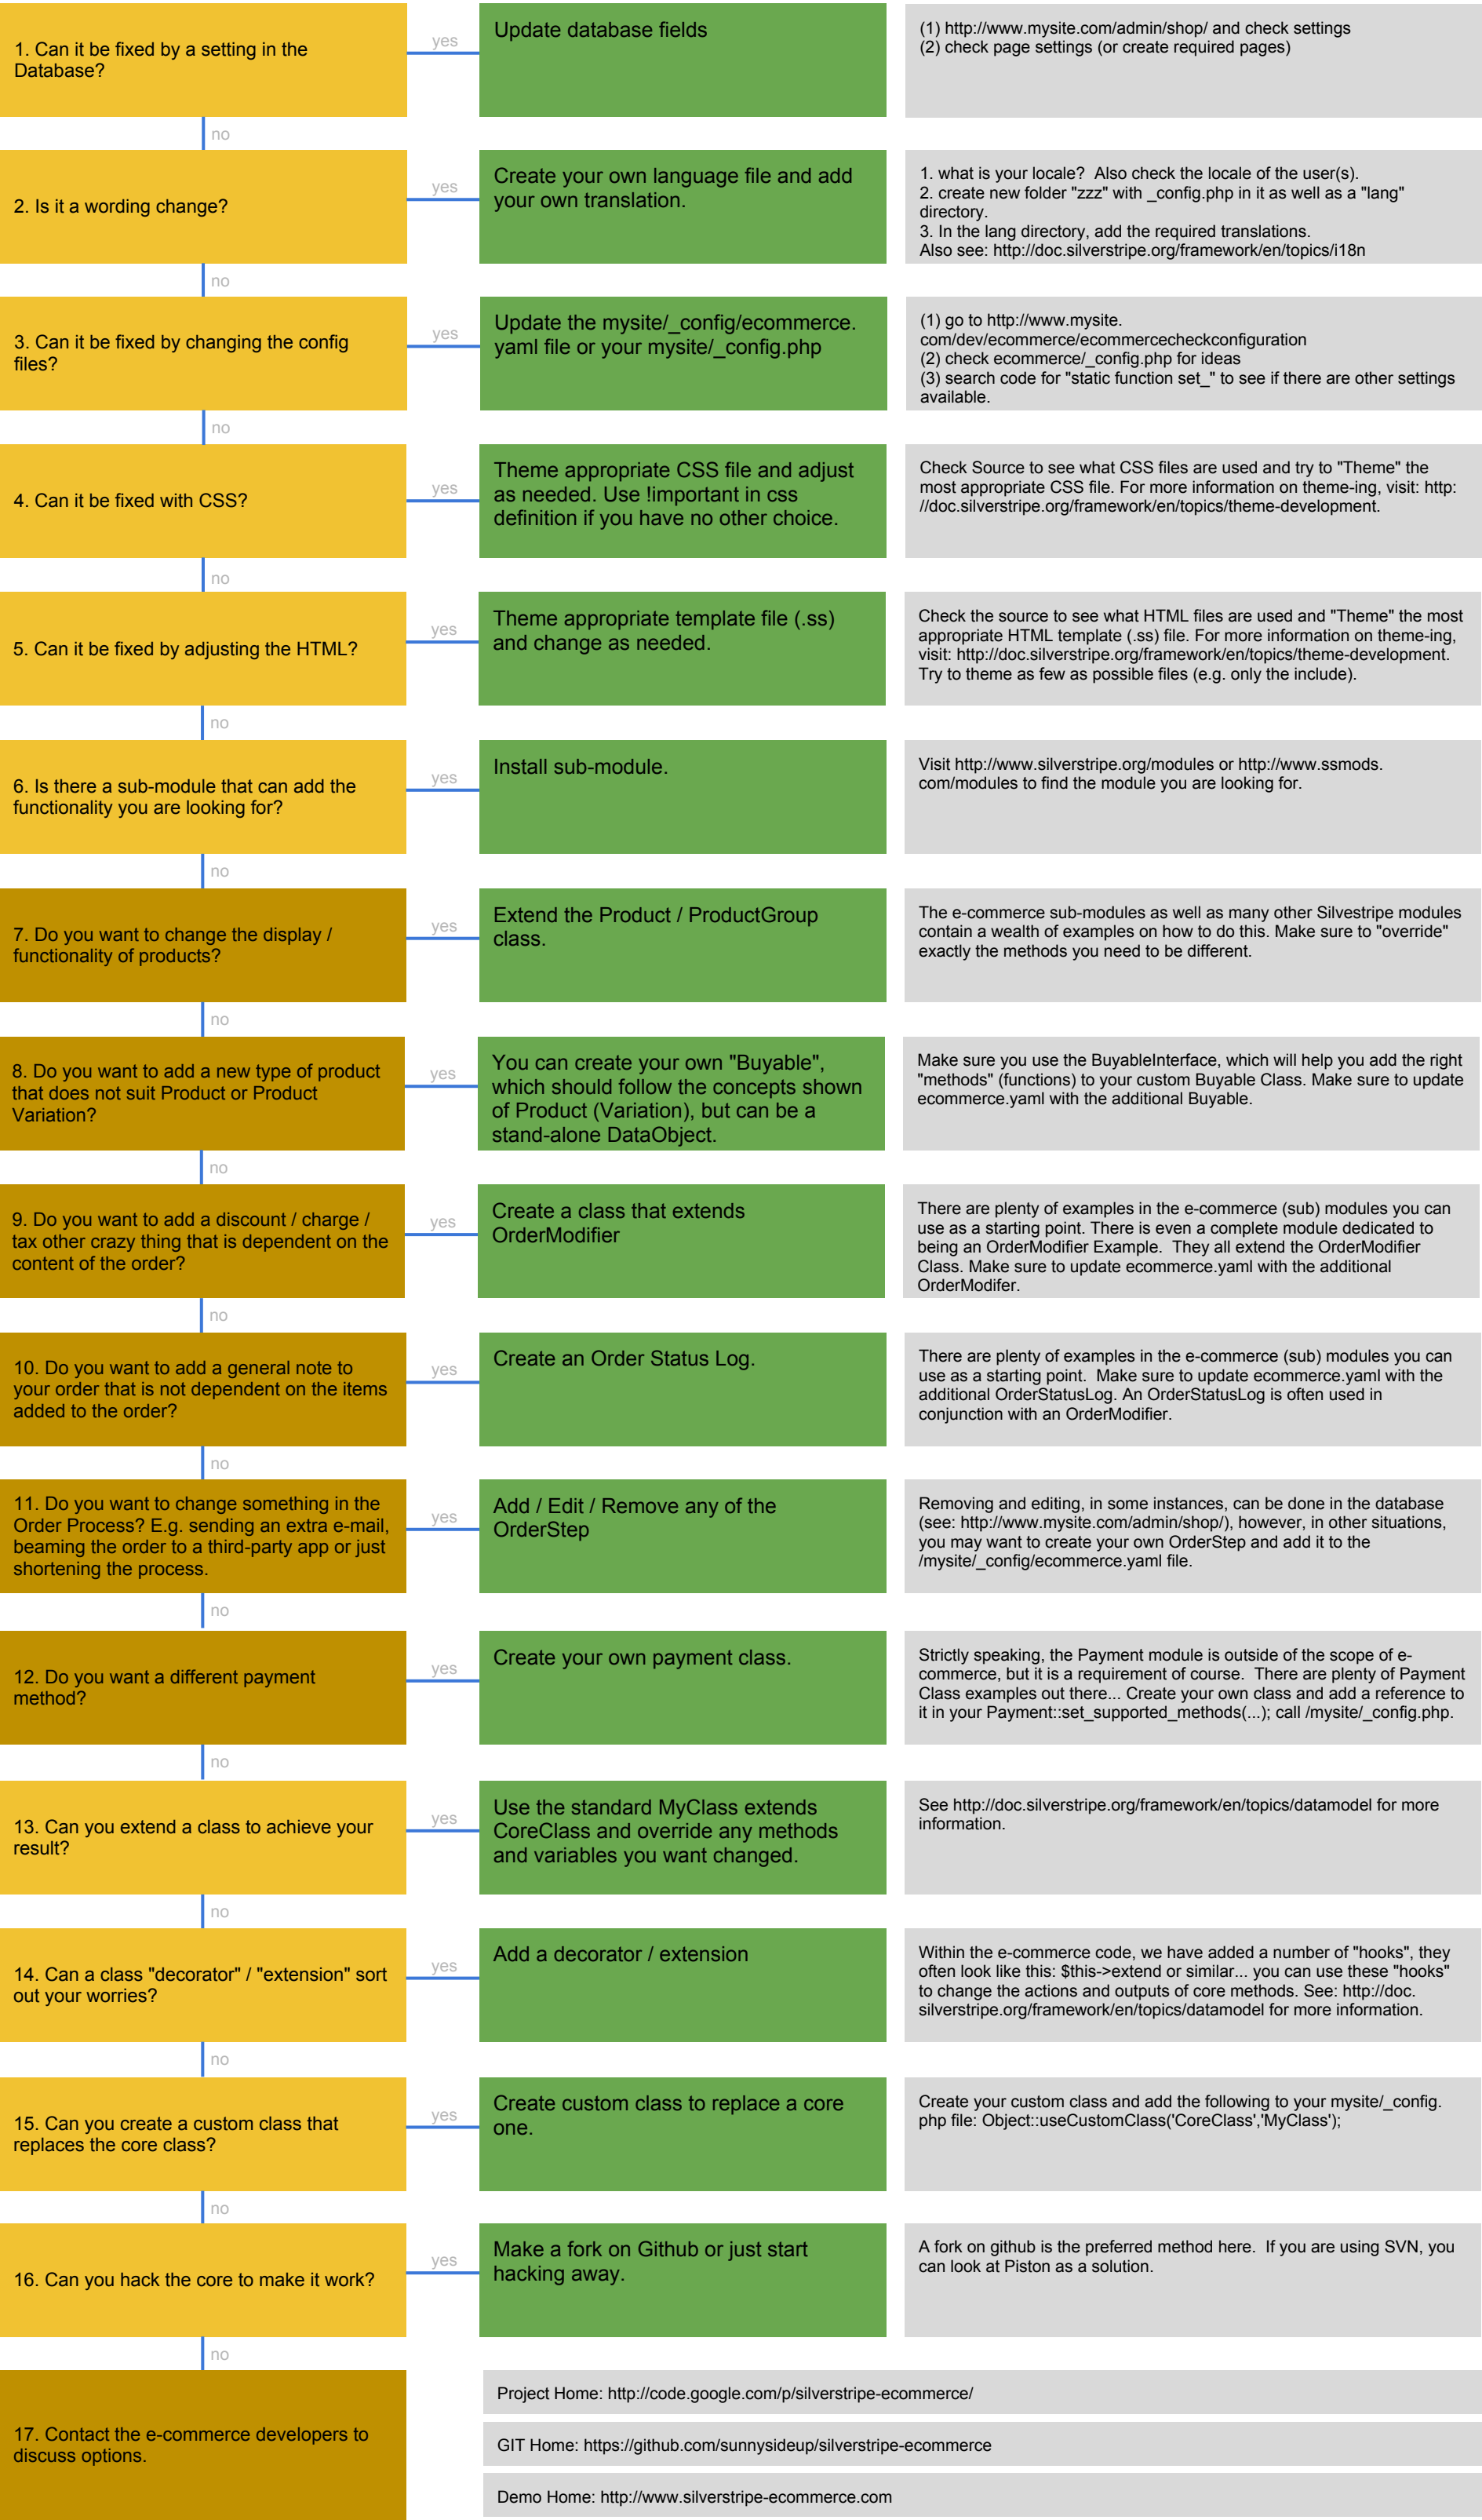 1. Can it be fixed by a setting in the
Database?
yes
Update database fields
(1) http://www.mysite.com/admin/shop/ and check settings
(2) check page settings (or create required pages)
no
2. Is it a wording change?
yes
Create your own language file and add
your own translation.
1. what is your locale?  Also check the locale of the user(s).
2. create new folder "zzz" with _config.php in it as well as a "lang"
directory.
3. In the lang directory, add the required translations.
Also see: http://doc.silverstripe.org/framework/en/topics/i18n
no
3. Can it be fixed by changing the config
files?
yes
Update the mysite/_config/ecommerce.
yaml file or your mysite/_config.php
(1) go to http://www.mysite.
com/dev/ecommerce/ecommercecheckconfiguration
(2) check ecommerce/_config.php for ideas
(3) search code for "static function set_" to see if there are other settings
available.
no
4. Can it be fixed with CSS?
yes
Theme appropriate CSS file and adjust
as needed. Use !important in css
definition if you have no other choice.
Check Source to see what CSS files are used and try to "Theme" the
most appropriate CSS file. For more information on theme-ing, visit: http:
//doc.silverstripe.org/framework/en/topics/theme-development.
no
5. Can it be fixed by adjusting the HTML?
yes
Theme appropriate template file (.ss)
and change as needed.
Check the source to see what HTML files are used and "Theme" the most
appropriate HTML template (.ss) file. For more information on theme-ing,
visit: http://doc.silverstripe.org/framework/en/topics/theme-development.
Try to theme as few as possible files (e.g. only the include).
no
6. Is there a sub-module that can add the
functionality you are looking for?
yes
Install sub-module.
Visit http://www.silverstripe.org/modules or http://www.ssmods.
com/modules to find the module you are looking for.
no
7. Do you want to change the display /
functionality of products?
yes
Extend the Product / ProductGroup
class.
The e-commerce sub-modules as well as many other Silvestripe modules
contain a wealth of examples on how to do this. Make sure to "override"
exactly the methods you need to be different.
no
8. Do you want to add a new type of product
that does not suit Product or Product
Variation?
yes
You can create your own "Buyable",
which should follow the concepts shown
of Product (Variation), but can be a
stand-alone DataObject.
Make sure you use the BuyableInterface, which will help you add the right
"methods" (functions) to your custom Buyable Class. Make sure to update
ecommerce.yaml with the additional Buyable.
no
9. Do you want to add a discount / charge /
tax other crazy thing that is dependent on the
content of the order?
yes
Create a class that extends
OrderModifier
There are plenty of examples in the e-commerce (sub) modules you can
use as a starting point. There is even a complete module dedicated to
being an OrderModifier Example.  They all extend the OrderModifier
Class. Make sure to update ecommerce.yaml with the additional
OrderModifer.
no
10. Do you want to add a general note to
your order that is not dependent on the items
added to the order?
yes
Create an Order Status Log.
There are plenty of examples in the e-commerce (sub) modules you can
use as a starting point.  Make sure to update ecommerce.yaml with the
additional OrderStatusLog. An OrderStatusLog is often used in
conjunction with an OrderModifier.
no
11. Do you want to change something in the
Order Process? E.g. sending an extra e-mail,
beaming the order to a third-party app or just
shortening the process.
yes
Add / Edit / Remove any of the
OrderStep
Removing and editing, in some instances, can be done in the database
(see: http://www.mysite.com/admin/shop/), however, in other situations,
you may want to create your own OrderStep and add it to the
/mysite/_config/ecommerce.yaml file.
no
12. Do you want a different payment
method?
yes
Create your own payment class.
Strictly speaking, the Payment module is outside of the scope of e-
commerce, but it is a requirement of course.  There are plenty of Payment
Class examples out there... Create your own class and add a reference to
it in your Payment::set_supported_methods(...); call /mysite/_config.php.
no
13. Can you extend a class to achieve your
result?
yes
Use the standard MyClass extends
CoreClass and override any methods
and variables you want changed.
See http://doc.silverstripe.org/framework/en/topics/datamodel for more
information.
no
14. Can a class "decorator" / "extension" sort
out your worries?
yes
Add a decorator / extension
Within the e-commerce code, we have added a number of "hooks", they
often look like this: $this->extend or similar... you can use these "hooks"
to change the actions and outputs of core methods. See: http://doc.
silverstripe.org/framework/en/topics/datamodel for more information.
no
15. Can you create a custom class that
replaces the core class?
yes
Create custom class to replace a core
one.
Create your custom class and add the following to your mysite/_config.
php file: Object::useCustomClass('CoreClass','MyClass');
no
16. Can you hack the core to make it work?
yes
Make a fork on Github or just start
hacking away.
A fork on github is the preferred method here.  If you are using SVN, you
can look at Piston as a solution.
no
17. Contact the e-commerce developers to
discuss options.
Project Home: http://code.google.com/p/silverstripe-ecommerce/
GIT Home: https://github.com/sunnysideup/silverstripe-ecommerce
Demo Home: http://www.silverstripe-ecommerce.com